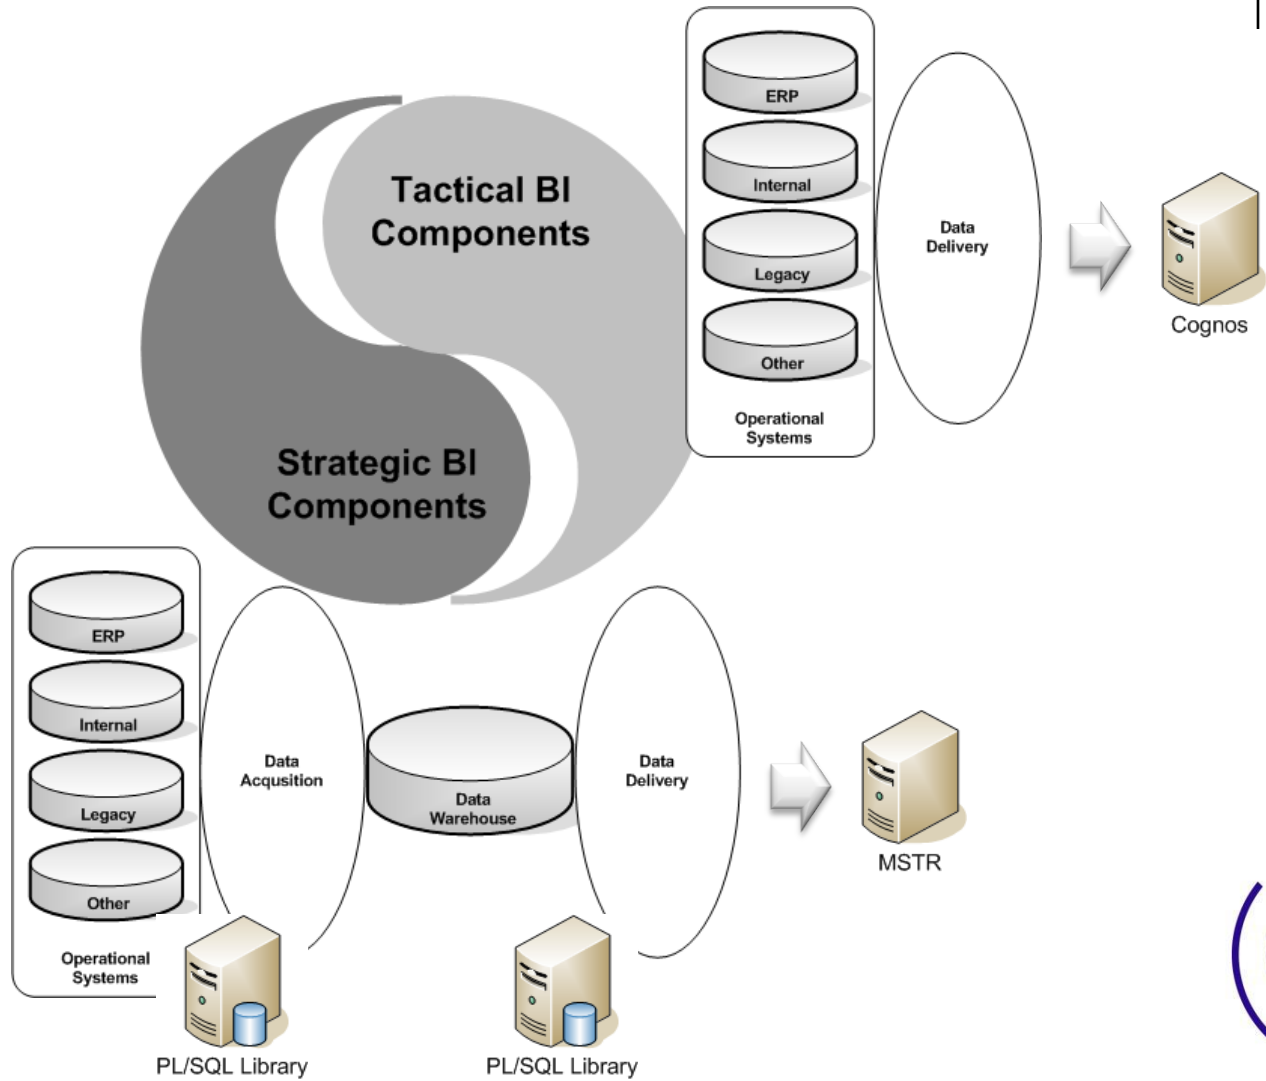 ERP
Internal
Legacy
Other
Operational
Systems
Data
Delivery
Cognos
Tactical BI
Components
Strategic BI
Components
ERP
Internal
Legacy
Other
Operational
Systems
Data
Acqusition
Data
Warehouse
Data
Delivery
MSTR
PL/SQL Library
PL/SQL Library